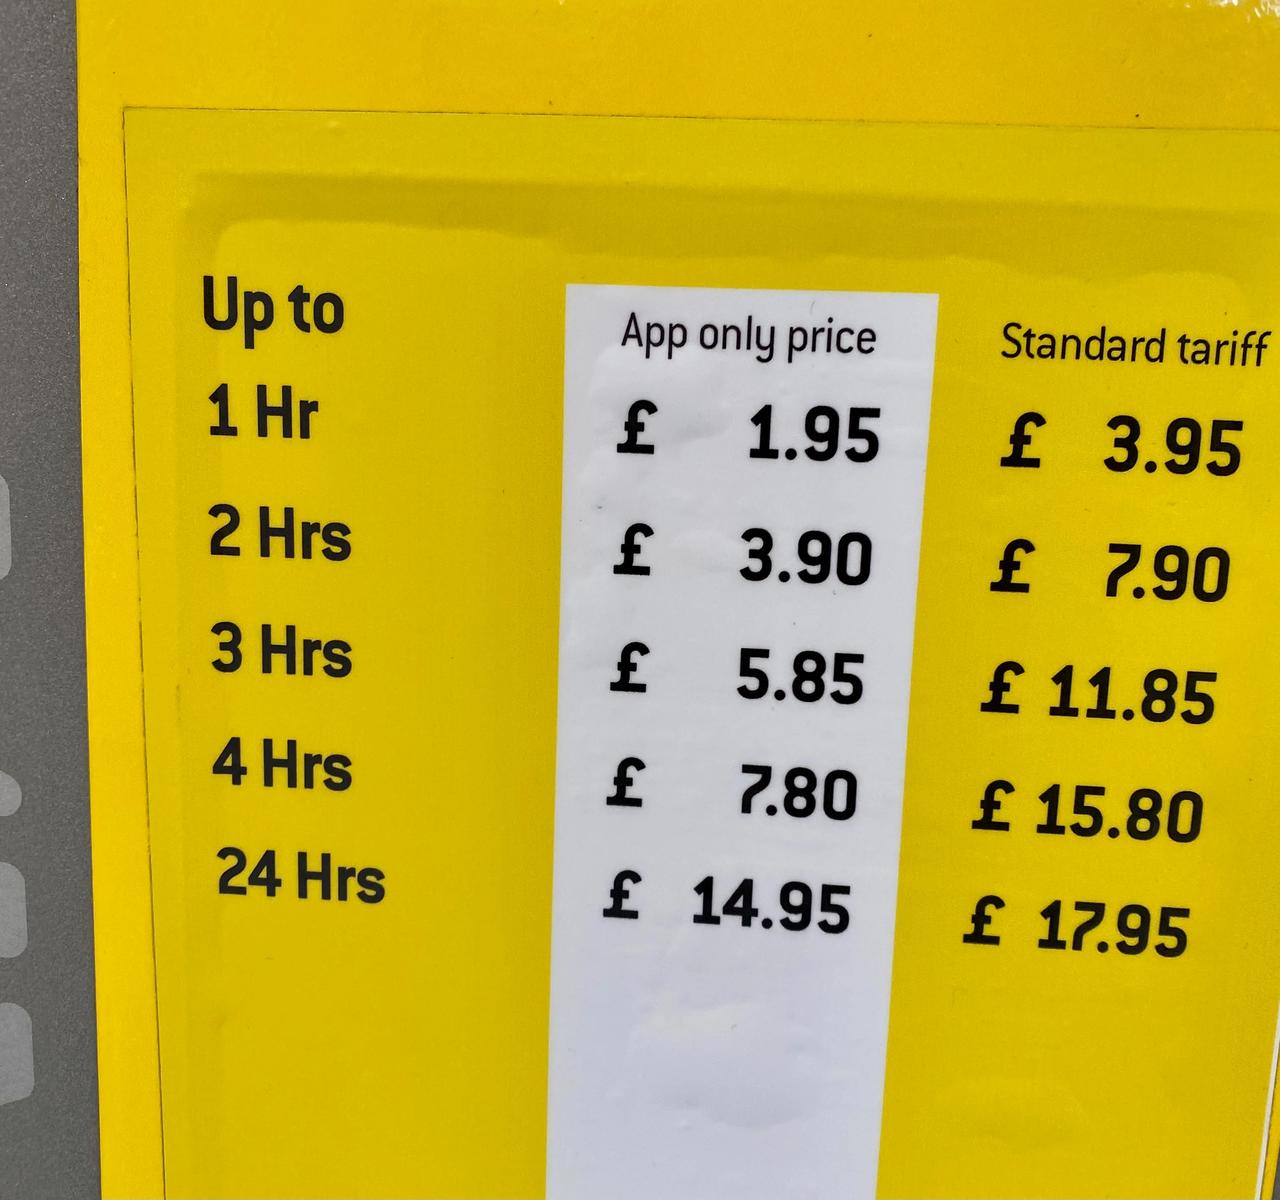 Up to App only price Standard tariff
1 Hr £ 1.95 £ 3.95
2 Hrs £ 3.90 £ 7.90
3 Hrs £ 5.85 £ 11.85
4 Hrs £ 7.80 £ 15.80
24 Hrs £ 14.95 £ 17.95